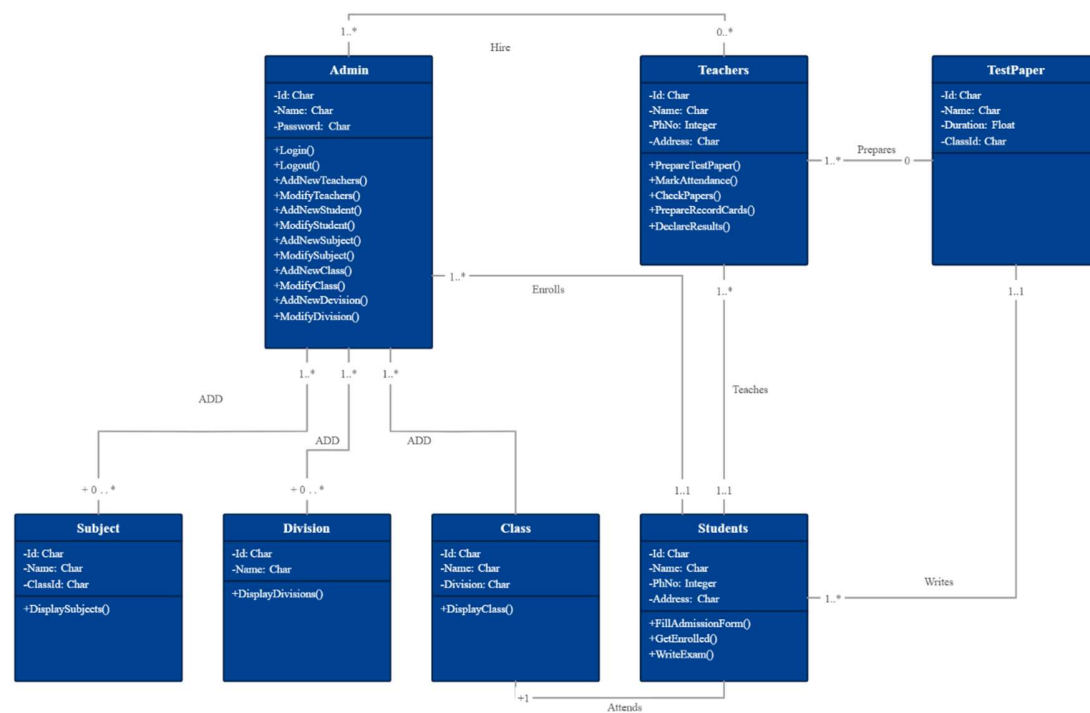 1..*
0..*
Hire
Admin
-Id: Char
-Name: Char
-Password: Char
+Login()
+Logout()
+AddNewTeachers()
+ModifyTeachers()
+AddNewStudent()
+ModifyStudent()
+AddNewSubject()
+ModifySubject()
+AddNewClass()
+ModifyClass()
+AddNewDevision()
+ModifyDivision()
Teachers
-Id: Char
-Name: Char
-PhNo: Integer
-Address: Char
+PrepareTestPaper()
+MarkAttendance()
+CheckPapers()
+PrepareRecordCards()
+DeclareResults()
1..*
Prepares
0
TestPaper
-Id: Char
-Name: Char
-Duration: Float
-ClassId: Char
1..*
Enrolls
1..*
1..1
1..*
1..*
1..*
ADD
ADD
ADD
Teaches
+ 0 . . *
+ 0 . . *
1..1
1..1
Subject
-Id: Char
-Name: Char
-ClassId: Char
+DisplaySubjects()
Division
-Id: Char
-Name: Char
+DisplayDivisions()
Class
-Id: Char
-Name: Char
-Division: Char
+DisplayClass()
Students
-Id: Char
-Name: Char
-PhNo: Integer
-Address: Char
+FillAdmissionForm()
+GetEnrolled()
+WriteExam()
Writes
1..*
+1
Attends